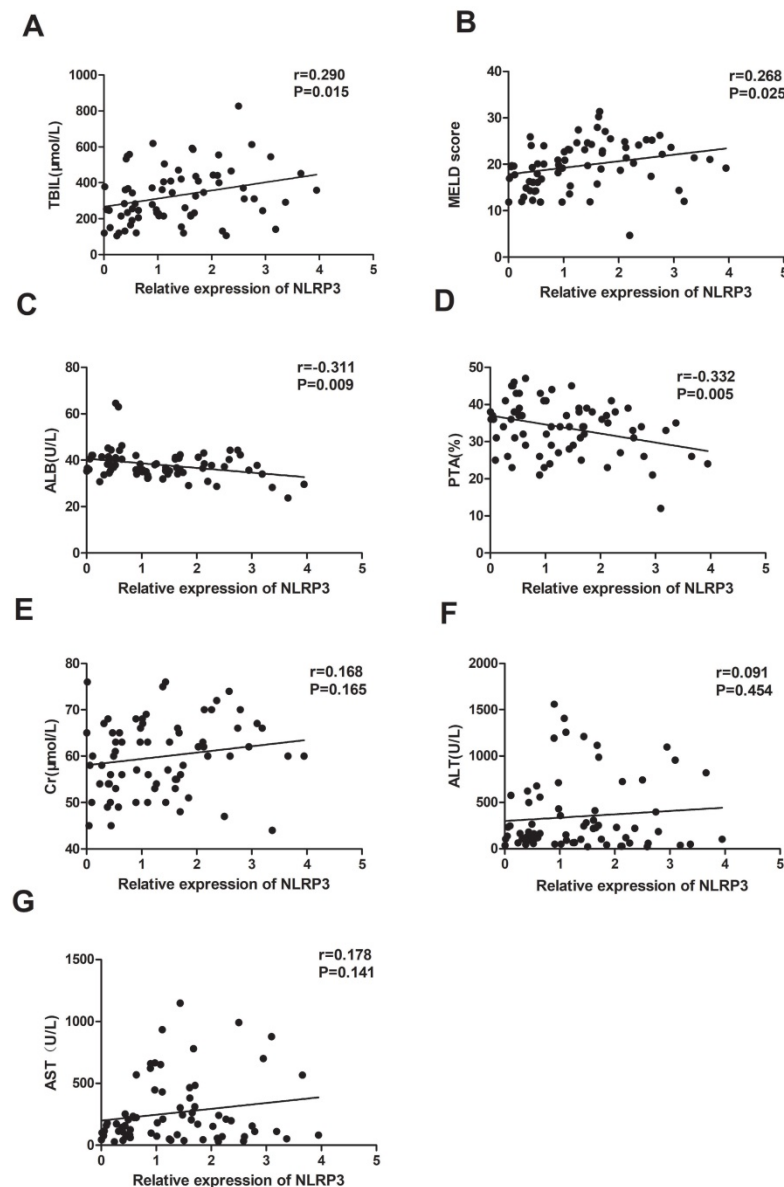 A
r=0.290
P=0.015
TBIL(μmol/L)
1000
800
600
400
200
0
0 1 2 3 4 5
Relative expression of NLRP3
B
r=0.268
P=0.025
MELD score
40
30
20
10
0
0 1 2 3 4 5
Relative expression of NLRP3
C
r=-0.311
P=0.009
ALB(U/L)
80
60
40
20
0
0 1 2 3 4 5
Relative expression of NLRP3
D
r=-0.332
P=0.005
PTA(%)
50
40
30
20
10
0
0 1 2 3 4 5
Relative expression of NLRP3
E
r=0.168
P=0.165
Cr(μmol/L)
80
70
60
50
40
0 1 2 3 4 5
Relative expression of NLRP3
F
r=0.091
P=0.454
ALT(U/L)
2000
1500
1000
500
0
0 1 2 3 4 5
Relative expression of NLRP3
G
r=0.178
P=0.141
AST（U/L)
1500
1000
500
0
0 1 2 3 4 5
Relative expression of NLRP3